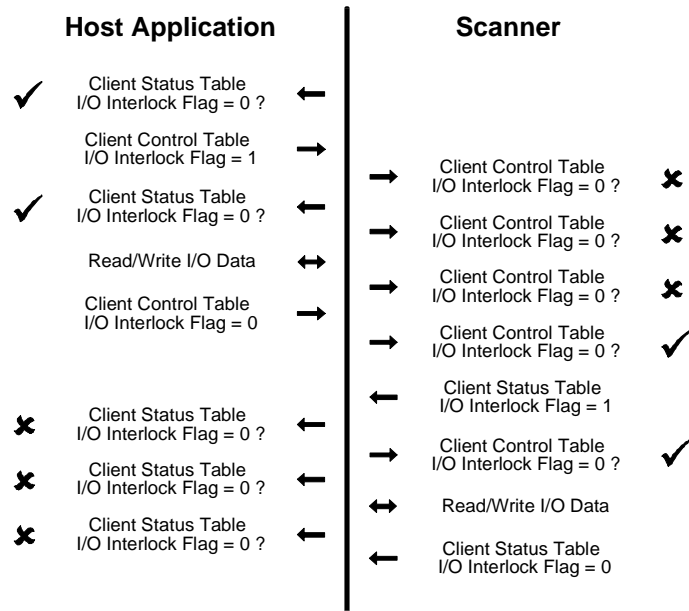 Host Application
Client Status Table
I/O Interlock Flag = 0 ?
Client Control Table
I/O Interlock Flag = 1
Client Status Table
I/O Interlock Flag = 0 ?
Read/Write I/O Data
Client Control Table
I/O Interlock Flag = 0
Client Status Table
I/O Interlock Flag = 0 ?
Client Status Table
I/O Interlock Flag = 0 ?
Client Status Table
I/O Interlock Flag = 0 ?
Scanner
Client Control Table
I/O Interlock Flag = 0 ?
Client Control Table
I/O Interlock Flag = 0 ?
Client Control Table
I/O Interlock Flag = 0 ?
Client Control Table
I/O Interlock Flag = 0 ?
Client Status Table
I/O Interlock Flag = 1
Client Control Table
I/O Interlock Flag = 0 ?
Read/Write I/O Data
Client Status Table
I/O Interlock Flag = 0